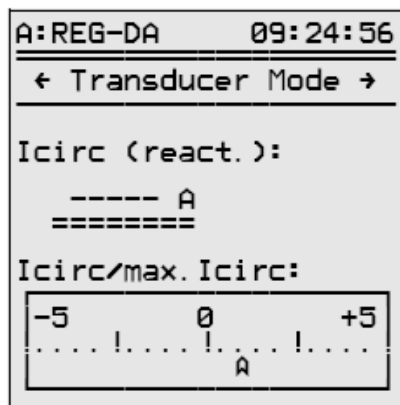 A:REG-DA 09:24:56
← Transducer Mode →
Icirc (react.):
----- A
========
Icirc/max.Icirc:
-5 0 +5
!....!....!....!....!
A